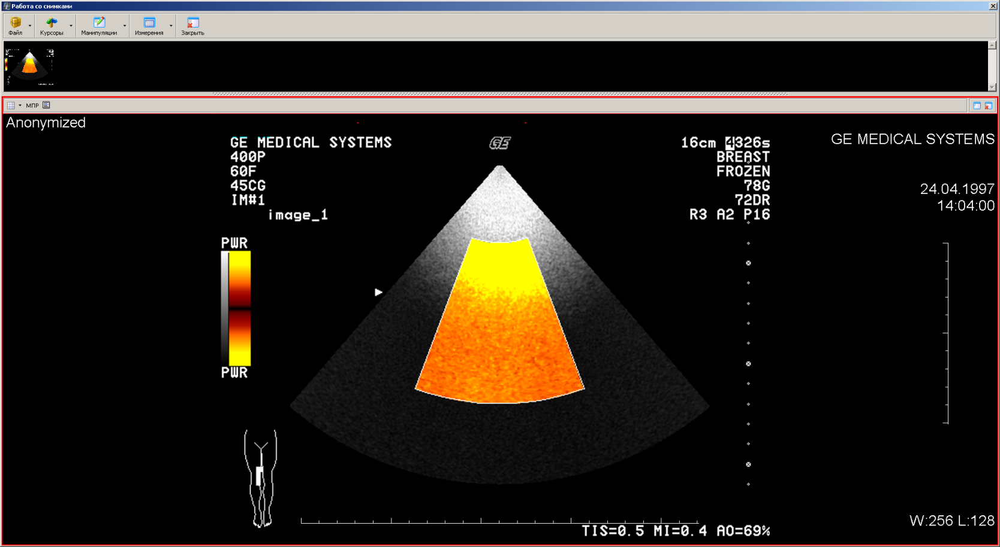 Работа со снимками
Файл
Курсоры
Манипуляции
Измерения
Закрыть
МПР
Anonymized
GE MEDICAL SYSTEMS
400P
60F
45CG
IM#1
image_1
GE
16cm 4326s
BREAST
FROZEN
78G
72DR
R3 A2 P16
GE MEDICAL SYSTEMS
24.04.1997
14:04:00
PWR
PWR
TIS=0.5 MI=0.4 AO=69%
W:256 L:128